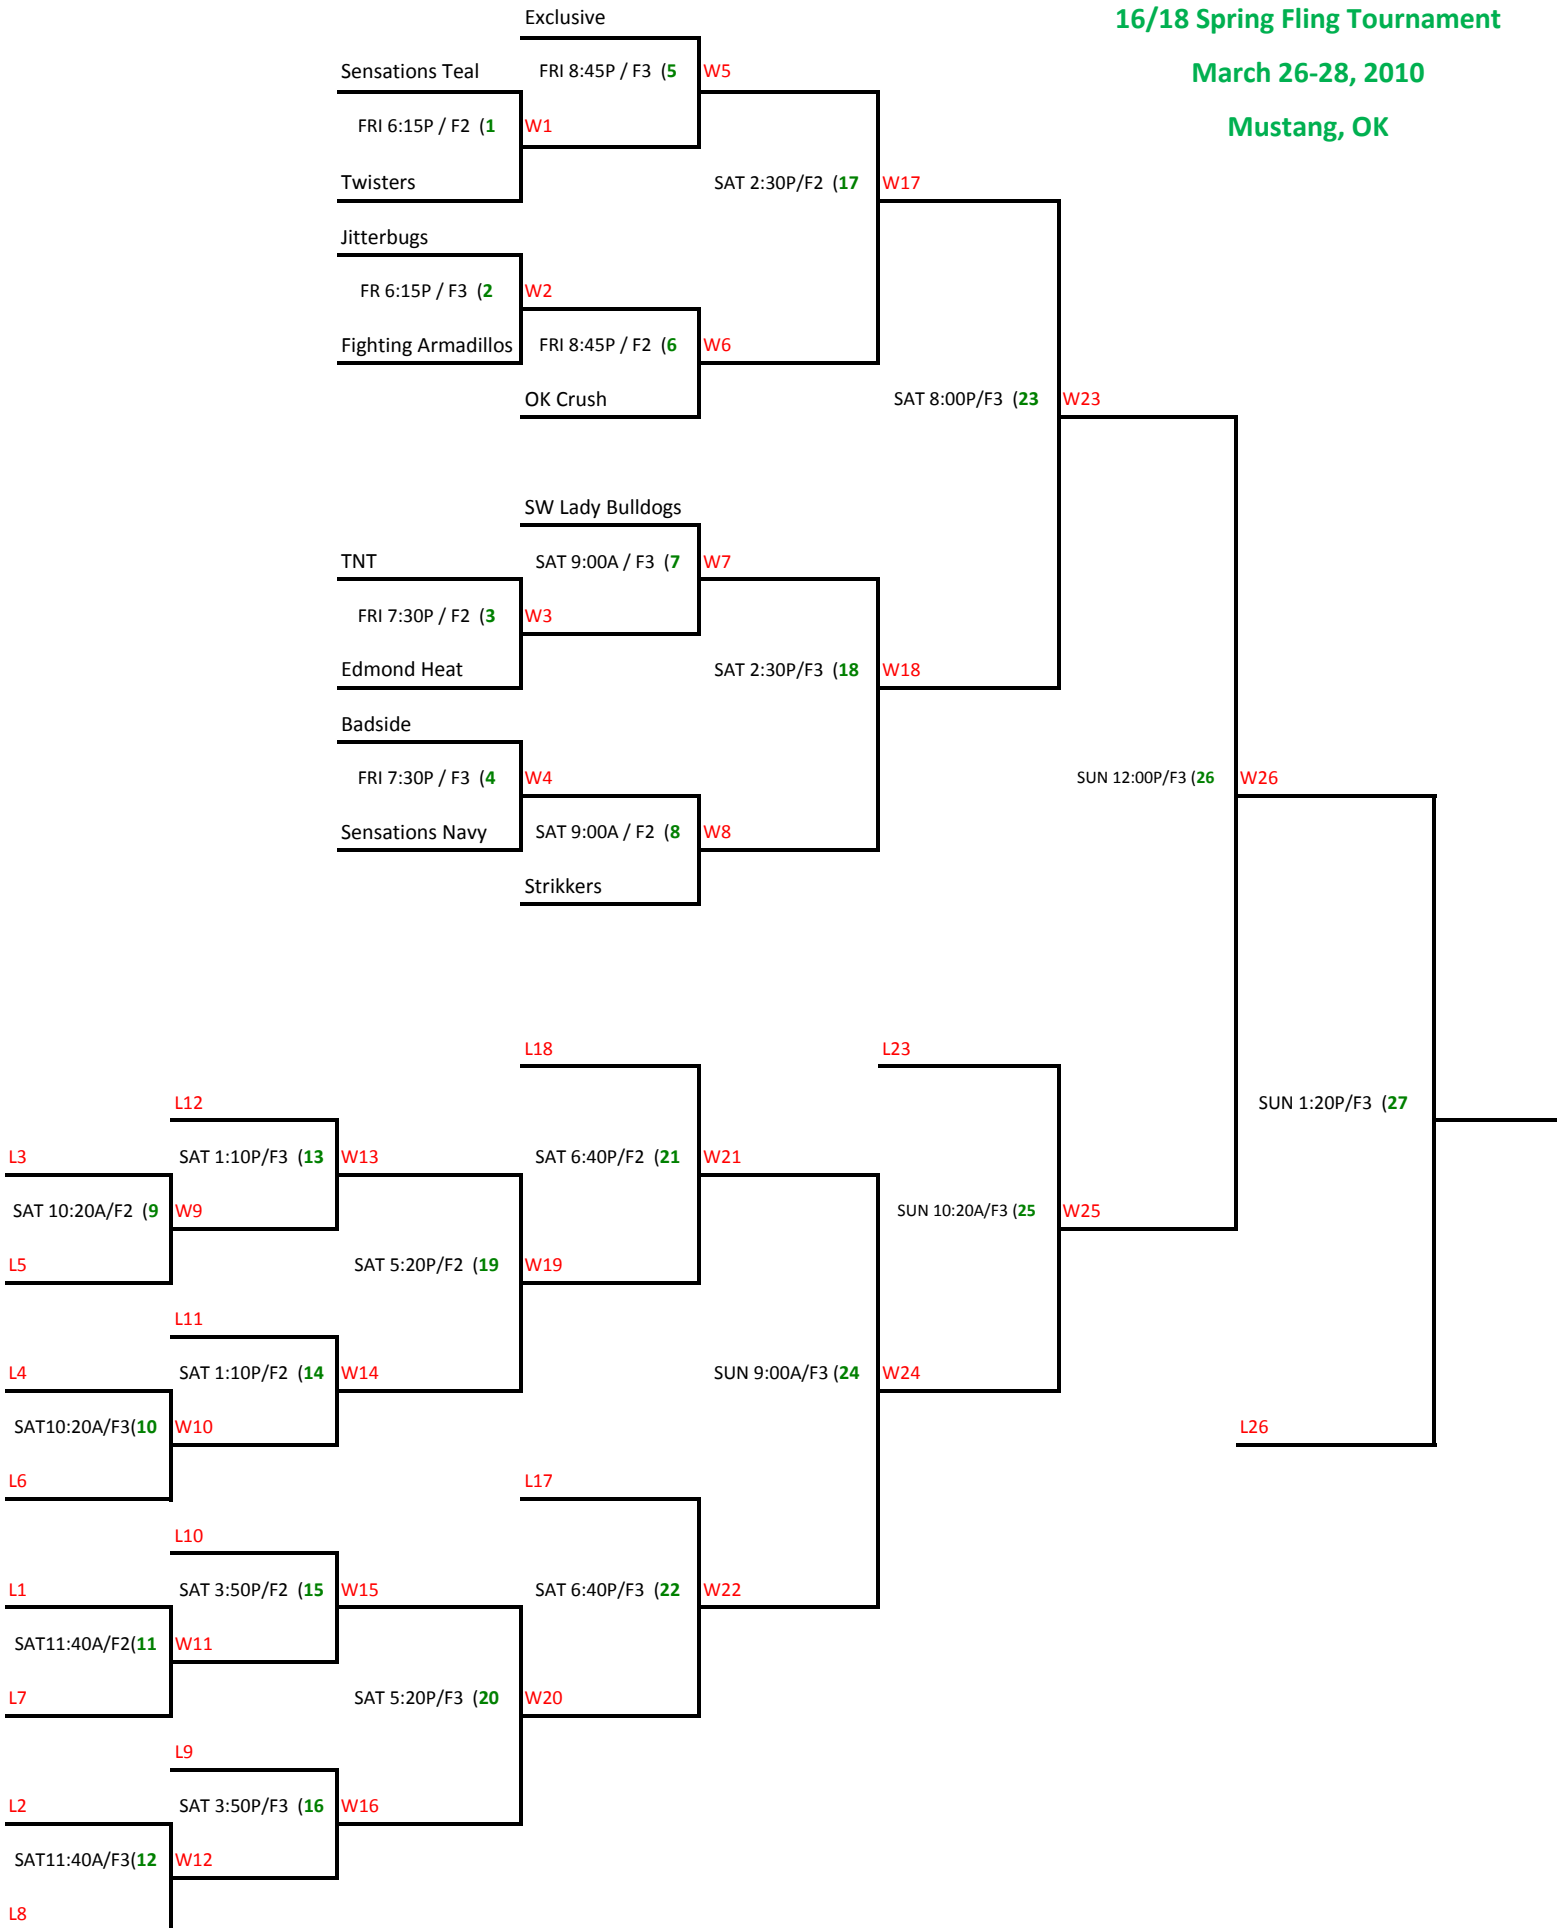 Exclusive
16/18 Spring Fling Tournament
Sensations Teal
FRI 8:45P / F3 (5
W5
March 26-28, 2010
FRI 6:15P / F2 (1
W1
Mustang, OK
Twisters
SAT 2:30P/F2 (17
W17
Jitterbugs
FR 6:15P / F3 (2
W2
Fighting Armadillos
FRI 8:45P / F2 (6
W6
OK Crush
SAT 8:00P/F3 (23
W23
SW Lady Bulldogs
TNT
SAT 9:00A / F3 (7
W7
FRI 7:30P / F2 (3
W3
Edmond Heat
SAT 2:30P/F3 (18
W18
Badside
FRI 7:30P / F3 (4
W4
SUN 12:00P/F3 (26
W26
Sensations Navy
SAT 9:00A / F2 (8
W8
Strikkers
L18
L23
L12
SUN 1:20P/F3 (27
L3
SAT 1:10P/F3 (13
W13
SAT 6:40P/F2 (21
W21
SAT 10:20A/F2 (9
W9
SUN 10:20A/F3 (25
W25
L5
SAT 5:20P/F2 (19
W19
L11
L4
SAT 1:10P/F2 (14
W14
SUN 9:00A/F3 (24
W24
SAT10:20A/F3(10
W10
L26
L6
L17
L10
L1
SAT 3:50P/F2 (15
W15
SAT 6:40P/F3 (22
W22
SAT11:40A/F2(11
W11
L7
SAT 5:20P/F3 (20
W20
L9
L2
SAT 3:50P/F3 (16
W16
SAT11:40A/F3(12
W12
L8